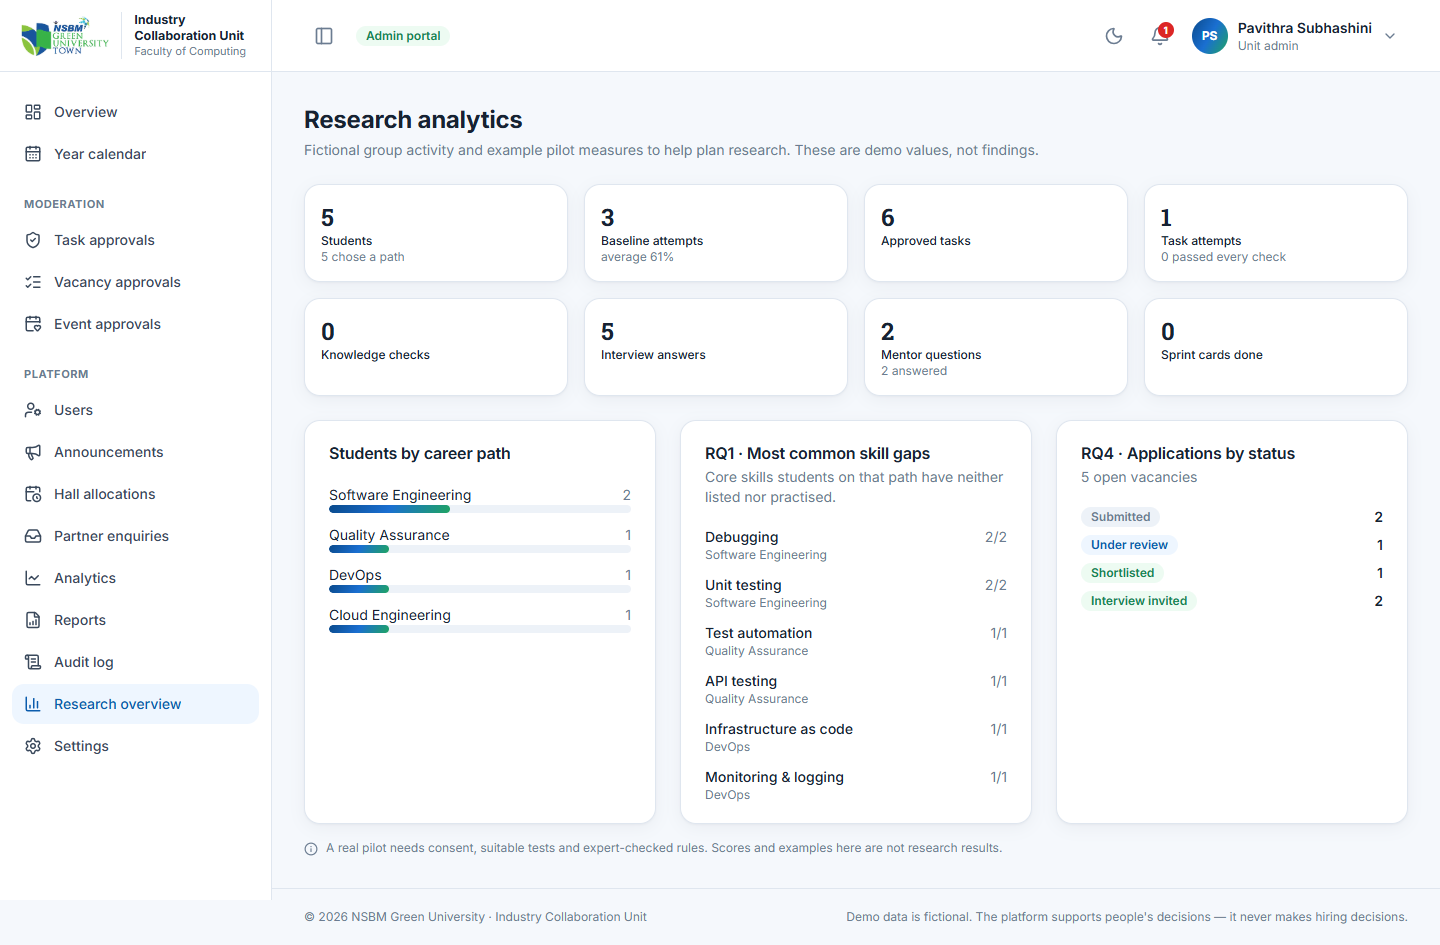 NSBM
GREEN
UNIVERSITY
TOWN
Industry
Collaboration Unit
Faculty of Computing
Admin portal
1
PS
Pavithra Subhashini
Unit admin
Overview
Year calendar
MODERATION
Task approvals
Vacancy approvals
Event approvals
PLATFORM
Users
Announcements
Hall allocations
Partner enquiries
Analytics
Reports
Audit log
Research overview
Settings
Research analytics
Fictional group activity and example pilot measures to help plan research. These are demo values, not findings.
5
Students
5 chose a path
3
Baseline attempts
average 61%
6
Approved tasks
1
Task attempts
0 passed every check
0
Knowledge checks
5
Interview answers
2
Mentor questions
2 answered
0
Sprint cards done
Students by career path
Software Engineering 2
Quality Assurance 1
DevOps 1
Cloud Engineering 1
RQ1 · Most common skill gaps
Core skills students on that path have neither
listed nor practised.
Debugging 2/2
Software Engineering
Unit testing 2/2
Software Engineering
Test automation 1/1
Quality Assurance
API testing 1/1
Quality Assurance
Infrastructure as code 1/1
DevOps
Monitoring & logging 1/1
DevOps
RQ4 · Applications by status
5 open vacancies
Submitted 2
Under review 1
Shortlisted 1
Interview invited 2
A real pilot needs consent, suitable tests and expert-checked rules. Scores and examples here are not research results.
© 2026 NSBM Green University · Industry Collaboration Unit
Demo data is fictional. The platform supports people's decisions — it never makes hiring decisions.